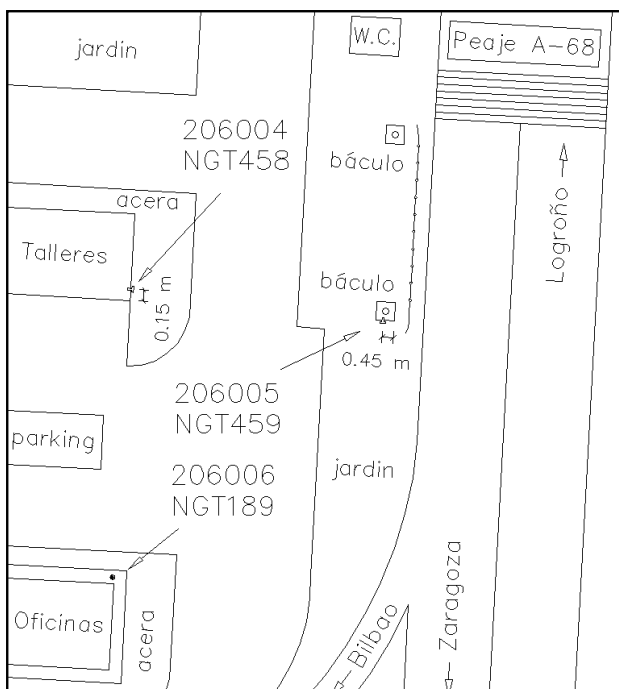 jardin
W.C.
Peaje A-68
206004
NGT458
báculo
acera
Logroño
Talleres
báculo
0.15 m
0.45 m
206005
NGT459
parking
206006
NGT189
jardin
Zaragoza
Oficinas
acera
Bilbao